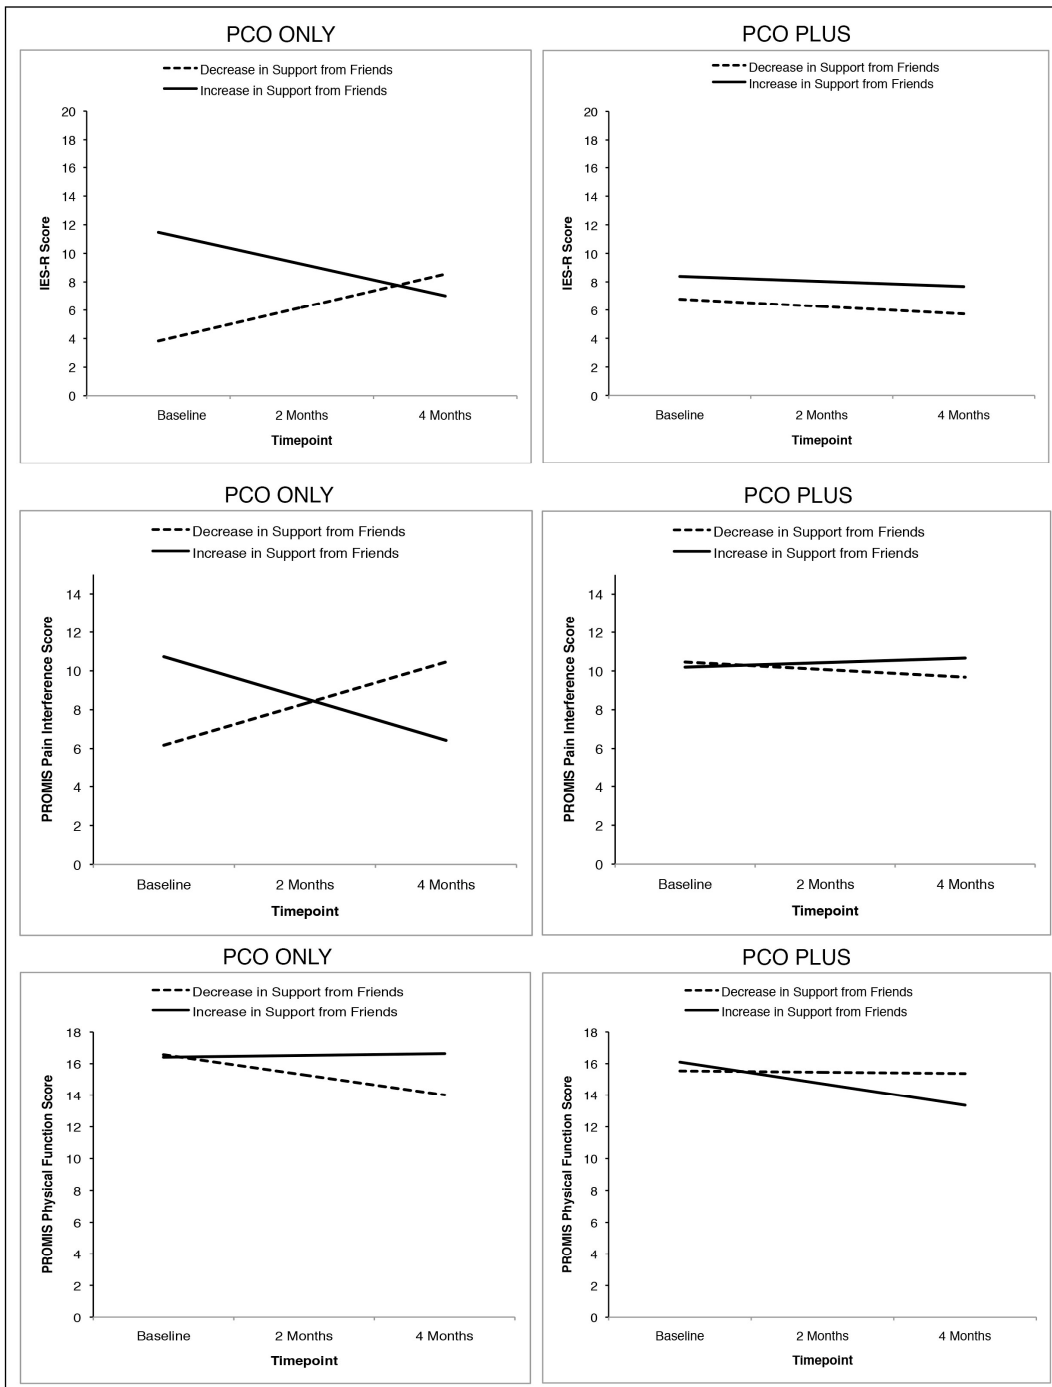 PCO ONLY
Decrease in Support from Friends
Increase in Support from Friends
20
18
16
14
12
10
8
6
4
2
0
IES-R Score
Baseline 2 Months 4 Months
Timepoint
PCO PLUS
Decrease in Support from Friends
Increase in Support from Friends
20
18
16
14
12
10
8
6
4
2
0
IES-R Score
Baseline 2 Months 4 Months
Timepoint
PCO ONLY
Decrease in Support from Friends
Increase in Support from Friends
14
12
10
8
6
4
2
0
PROMIS Pain Interference Score
Baseline 2 Months 4 Months
Timepoint
PCO PLUS
Decrease in Support from Friends
Increase in Support from Friends
14
12
10
8
6
4
2
0
PROMIS Pain Interference Score
Baseline 2 Months 4 Months
Timepoint
PCO ONLY
Decrease in Support from Friends
Increase in Support from Friends
18
16
14
12
10
8
6
4
2
0
PROMIS Physical Function Score
Baseline 2 Months 4 Months
Timepoint
PCO PLUS
Decrease in Support from Friends
Increase in Support from Friends
18
16
14
12
10
8
6
4
2
0
PROMIS Physical Function Score
Baseline 2 Months 4 Months
Timepoint